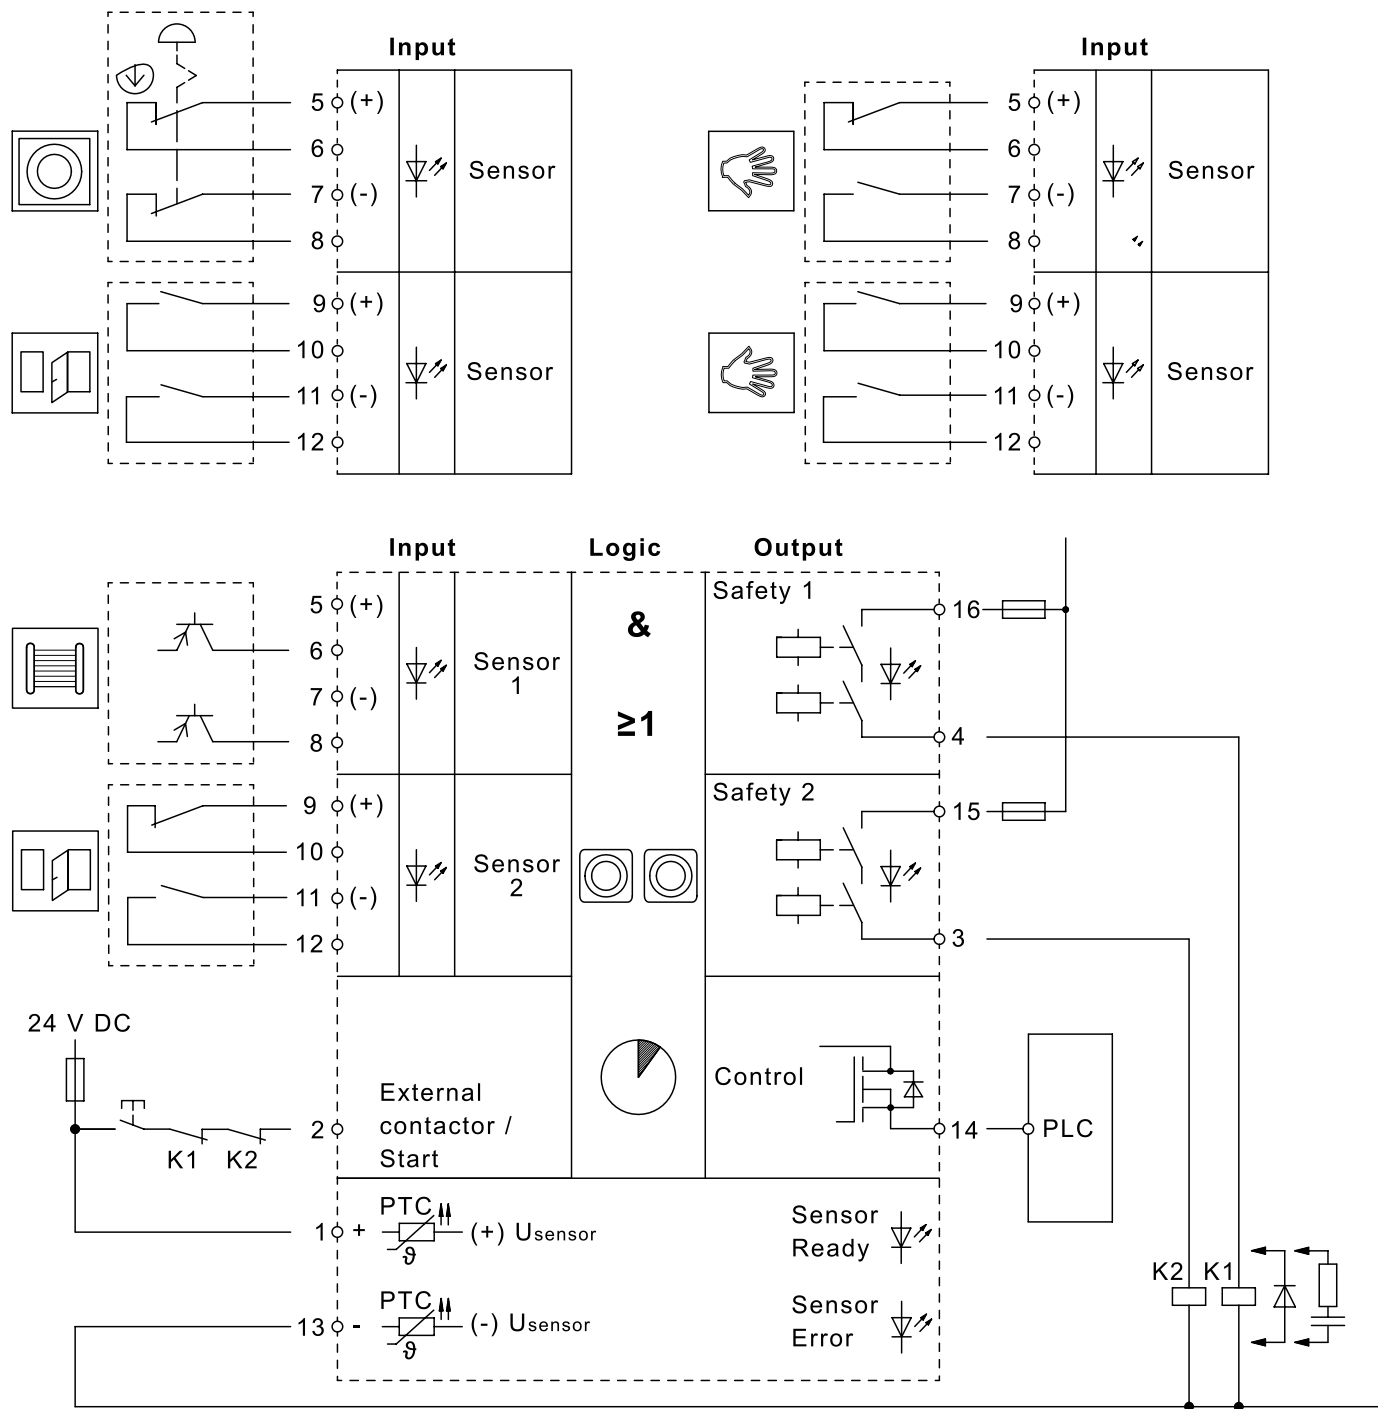 Input
5 (+)
6
7 (-)
8
Sensor
9 (+)
10
11 (-)
12
Sensor
Input
5 (+)
6
7 (-)
8
Sensor
9 (+)
10
11 (-)
12
Sensor
Input Logic Output
5 (+)
6
7 (-)
8
Sensor
1
&
≥1
Safety 1
16
4
9 (+)
10
11 (-)
12
Sensor
2
Safety 2
15
3
24 V DC
K1 K2
2
External
contactor /
Start
Control
14
PLC
1 + PTC ϑ (+) Usensor
Sensor
Ready
13 - PTC ϑ (-) Usensor
Sensor
Error
K2 K1